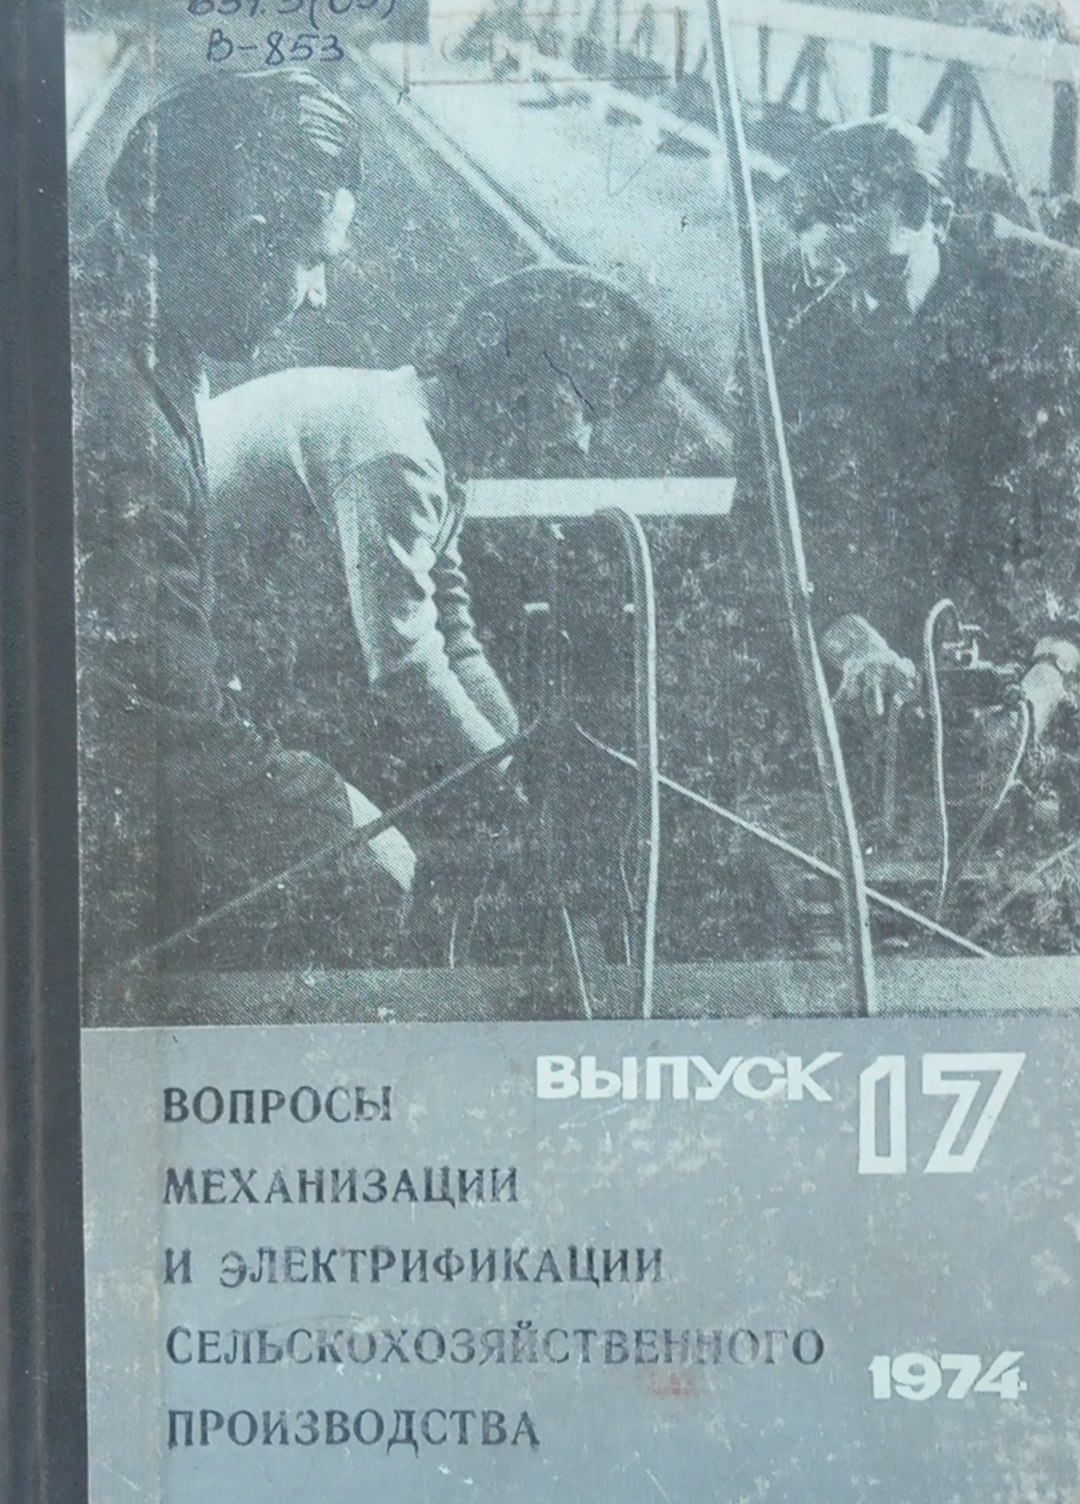 В-853
ВЫПУСК 17
ВОПРОСЫ
МЕХАНИЗАЦИИ
И ЭЛЕКТРИФИКАЦИИ
СЕЛЬСКОХОЗЯЙСТВЕННОГО
1974
ПРОИЗВОДСТВА